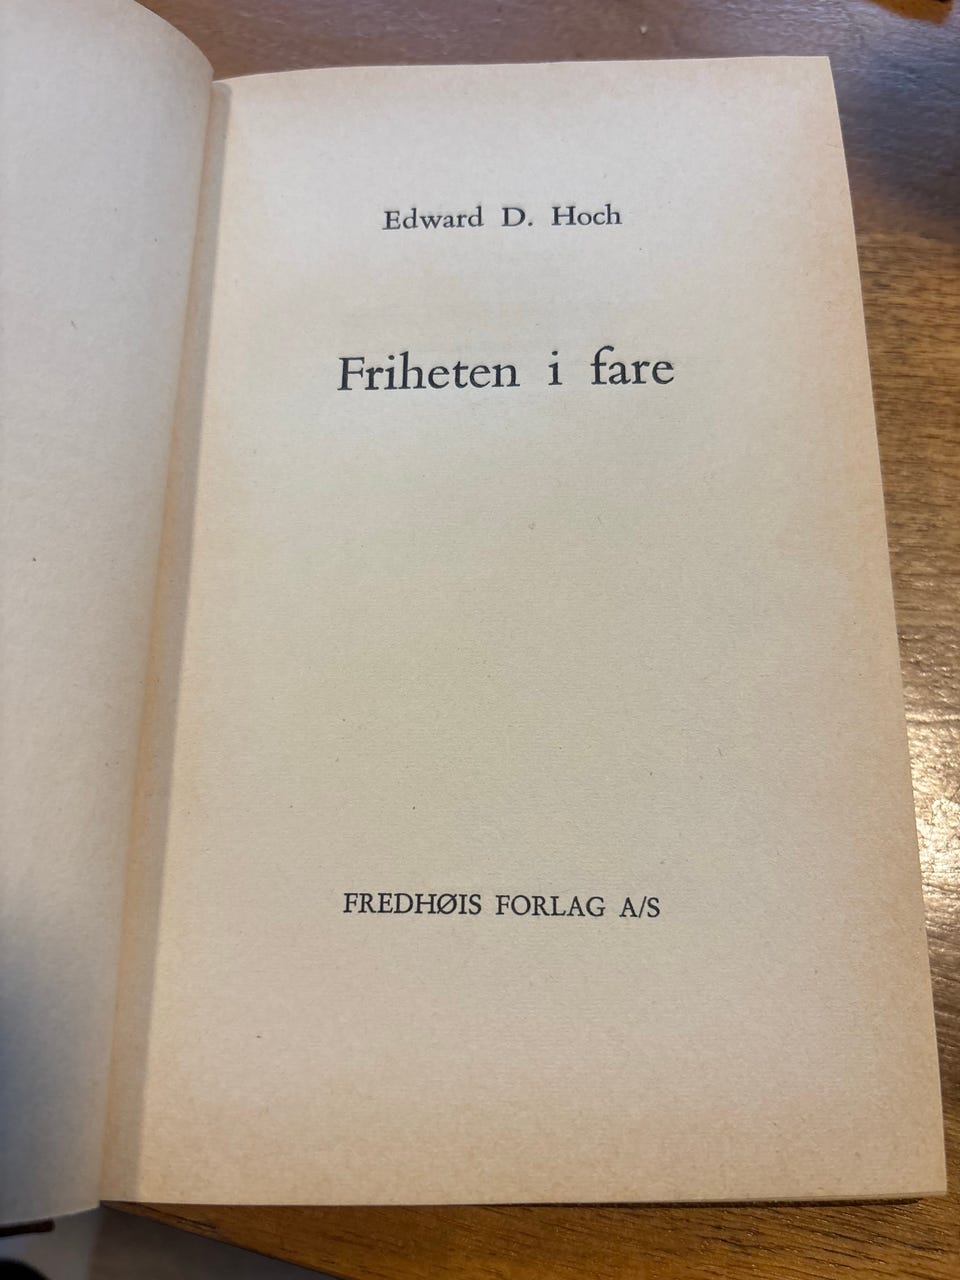 Edward D. Hoch
Friheten i fare
FREDHØIS FORLAG A/S